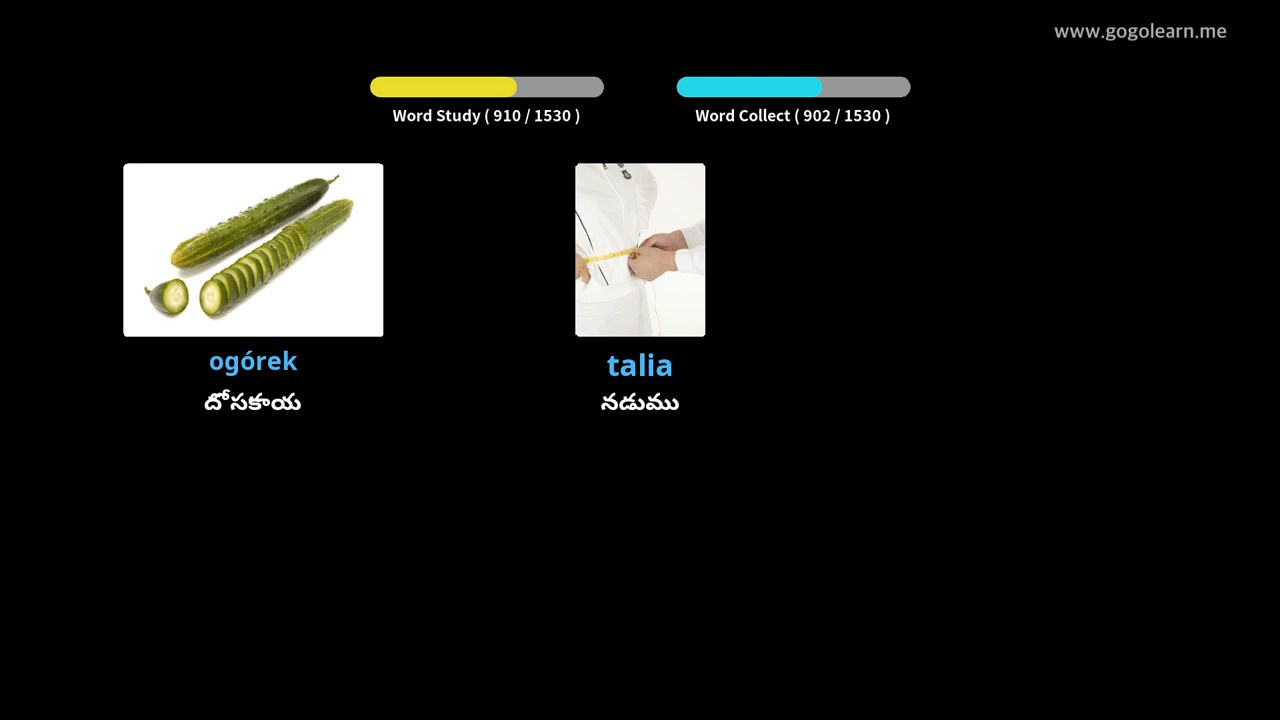 www.gogolearn.me
Word Study ( 910 / 1530 )
Word Collect ( 902 / 1530 )
ogórek
talia
దోసకాయ
నడుము